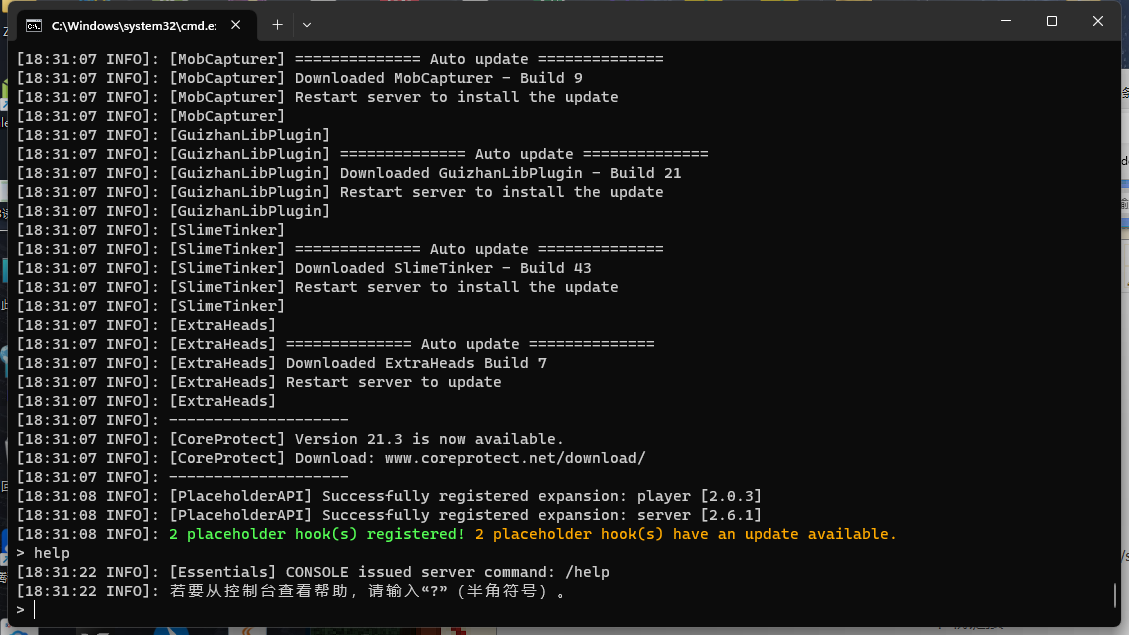 C:\Windows\system32\cmd.e:
[18:31:07 INFO]: [MobCapturer] ============== Auto update ==============
[18:31:07 INFO]: [MobCapturer] Downloaded MobCapturer - Build 9
[18:31:07 INFO]: [MobCapturer] Restart server to install the update
[18:31:07 INFO]: [MobCapturer]
[18:31:07 INFO]: [GuizhanLibPlugin]
[18:31:07 INFO]: [GuizhanLibPlugin] ============== Auto update ==============
[18:31:07 INFO]: [GuizhanLibPlugin] Downloaded GuizhanLibPlugin - Build 21
[18:31:07 INFO]: [GuizhanLibPlugin] Restart server to install the update
[18:31:07 INFO]: [GuizhanLibPlugin]
[18:31:07 INFO]: [SlimeTinker]
[18:31:07 INFO]: [SlimeTinker] ============== Auto update ==============
[18:31:07 INFO]: [SlimeTinker] Downloaded SlimeTinker - Build 43
[18:31:07 INFO]: [SlimeTinker] Restart server to install the update
[18:31:07 INFO]: [SlimeTinker]
[18:31:07 INFO]: [ExtraHeads]
[18:31:07 INFO]: [ExtraHeads] ============== Auto update ==============
[18:31:07 INFO]: [ExtraHeads] Downloaded ExtraHeads Build 7
[18:31:07 INFO]: [ExtraHeads] Restart server to update
[18:31:07 INFO]: [ExtraHeads]
[18:31:07 INFO]: --------------------
[18:31:07 INFO]: [CoreProtect] Version 21.3 is now available.
[18:31:07 INFO]: [CoreProtect] Download: www.coreprotect.net/download/
[18:31:07 INFO]: --------------------
[18:31:08 INFO]: [PlaceholderAPI] Successfully registered expansion: player [2.0.3]
[18:31:08 INFO]: [PlaceholderAPI] Successfully registered expansion: server [2.6.1]
[18:31:08 INFO]: 2 placeholder hook(s) registered! 2 placeholder hook(s) have an update available.
> help
[18:31:22 INFO]: [Essentials] CONSOLE issued server command: /help
[18:31:22 INFO]: 若要从控制台查看帮助，请输入“?”（半角符号）。
>